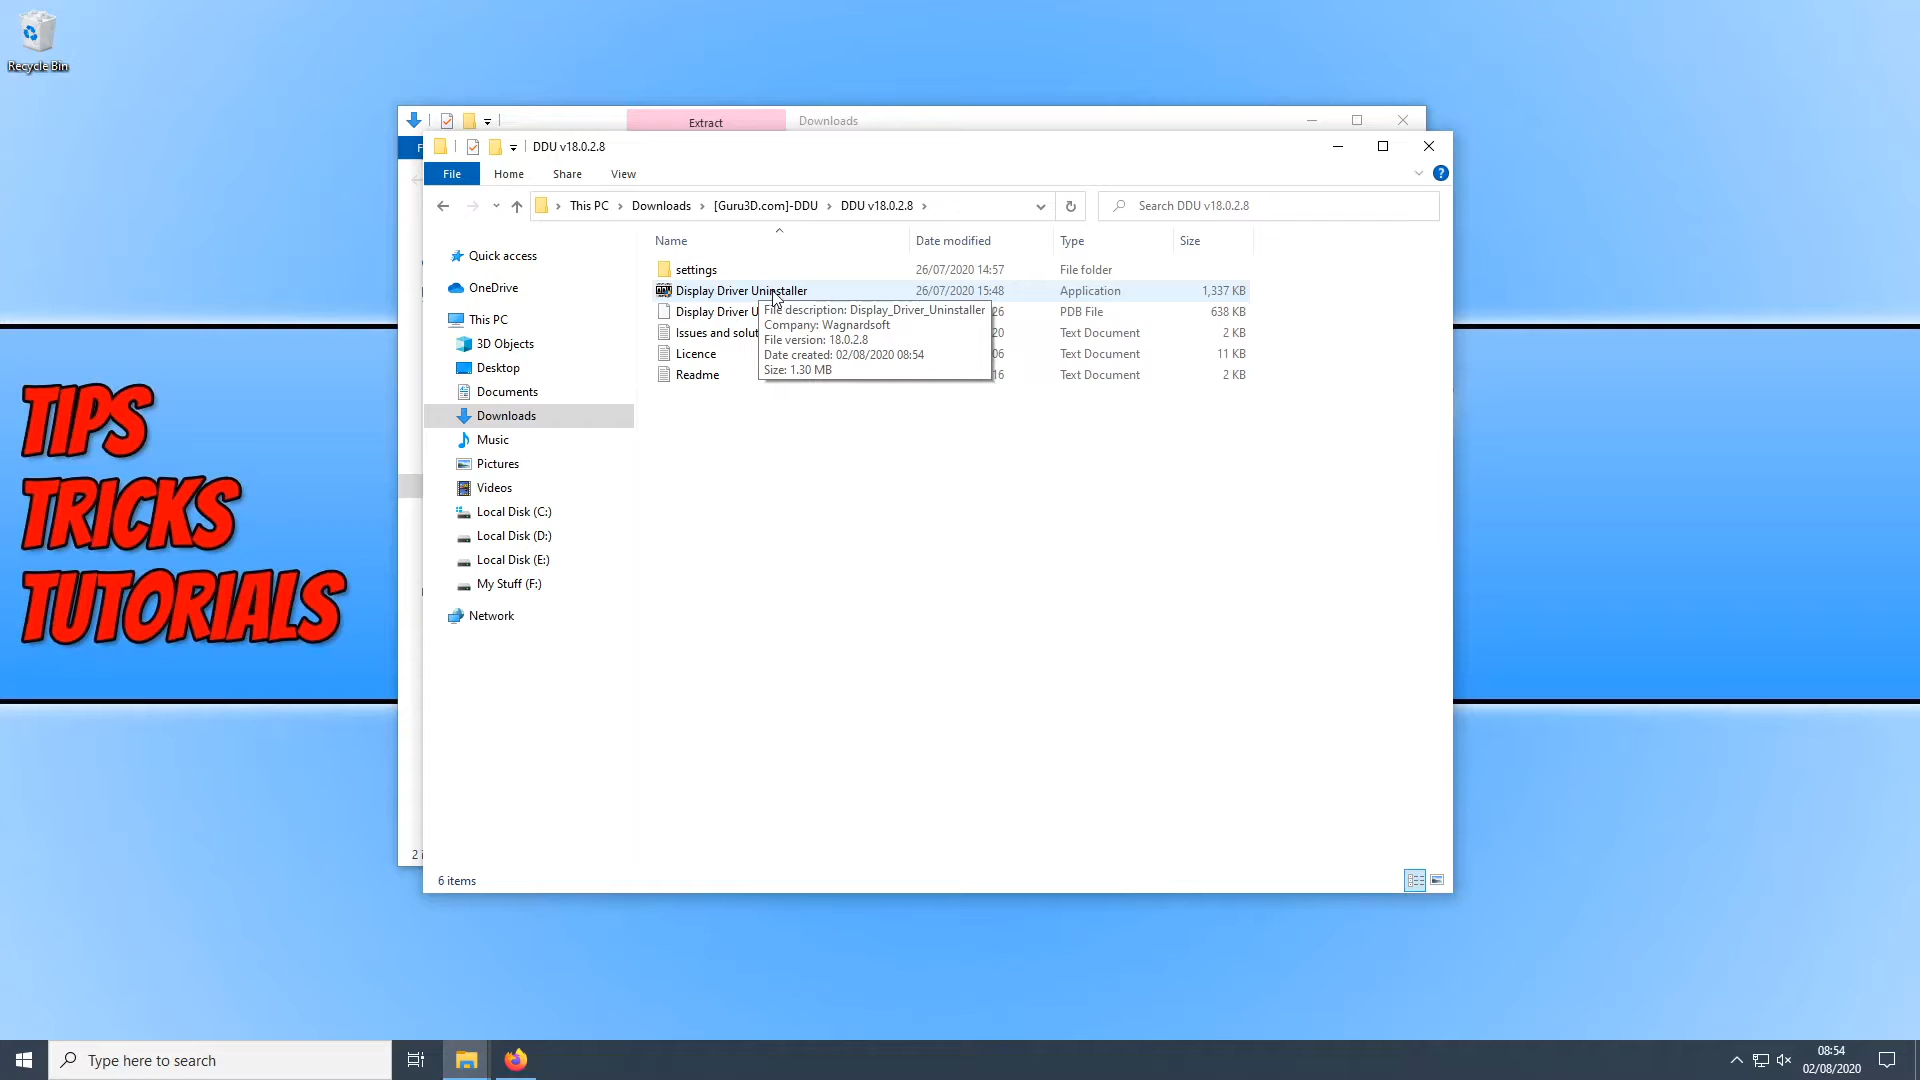 Recycle Bin
Extract
Downloads
F
DDU v18.0.2.8
File
Home
Share
View
?
This PC
Downloads
[Guru3D.com]-DDU
DDU v18.0.2.8
Search DDU v18.0.2.8
Name
Date modified
Type
Size
settings
26/07/2020 14:57
File folder
Display Driver Uninstaller
26/07/2020 15:48
Application
1,337 KB
Display Driver U
26
PDB File
638 KB
Issues and solut
20
Text Document
2 KB
Licence
06
Text Document
11 KB
Readme
16
Text Document
2 KB
File description: Display_Driver_Uninstaller
Company: Wagnardsoft
File version: 18.0.2.8
Date created: 02/08/2020 08:54
Size: 1.30 MB
Quick access
OneDrive
This PC
3D Objects
Desktop
Documents
Downloads
Music
Pictures
Videos
Local Disk (C:)
Local Disk (D:)
Local Disk (E:)
My Stuff (F:)
Network
TIPS
TRICKS
TUTORIALS
2 i
6 items
Type here to search
08:54
02/08/2020